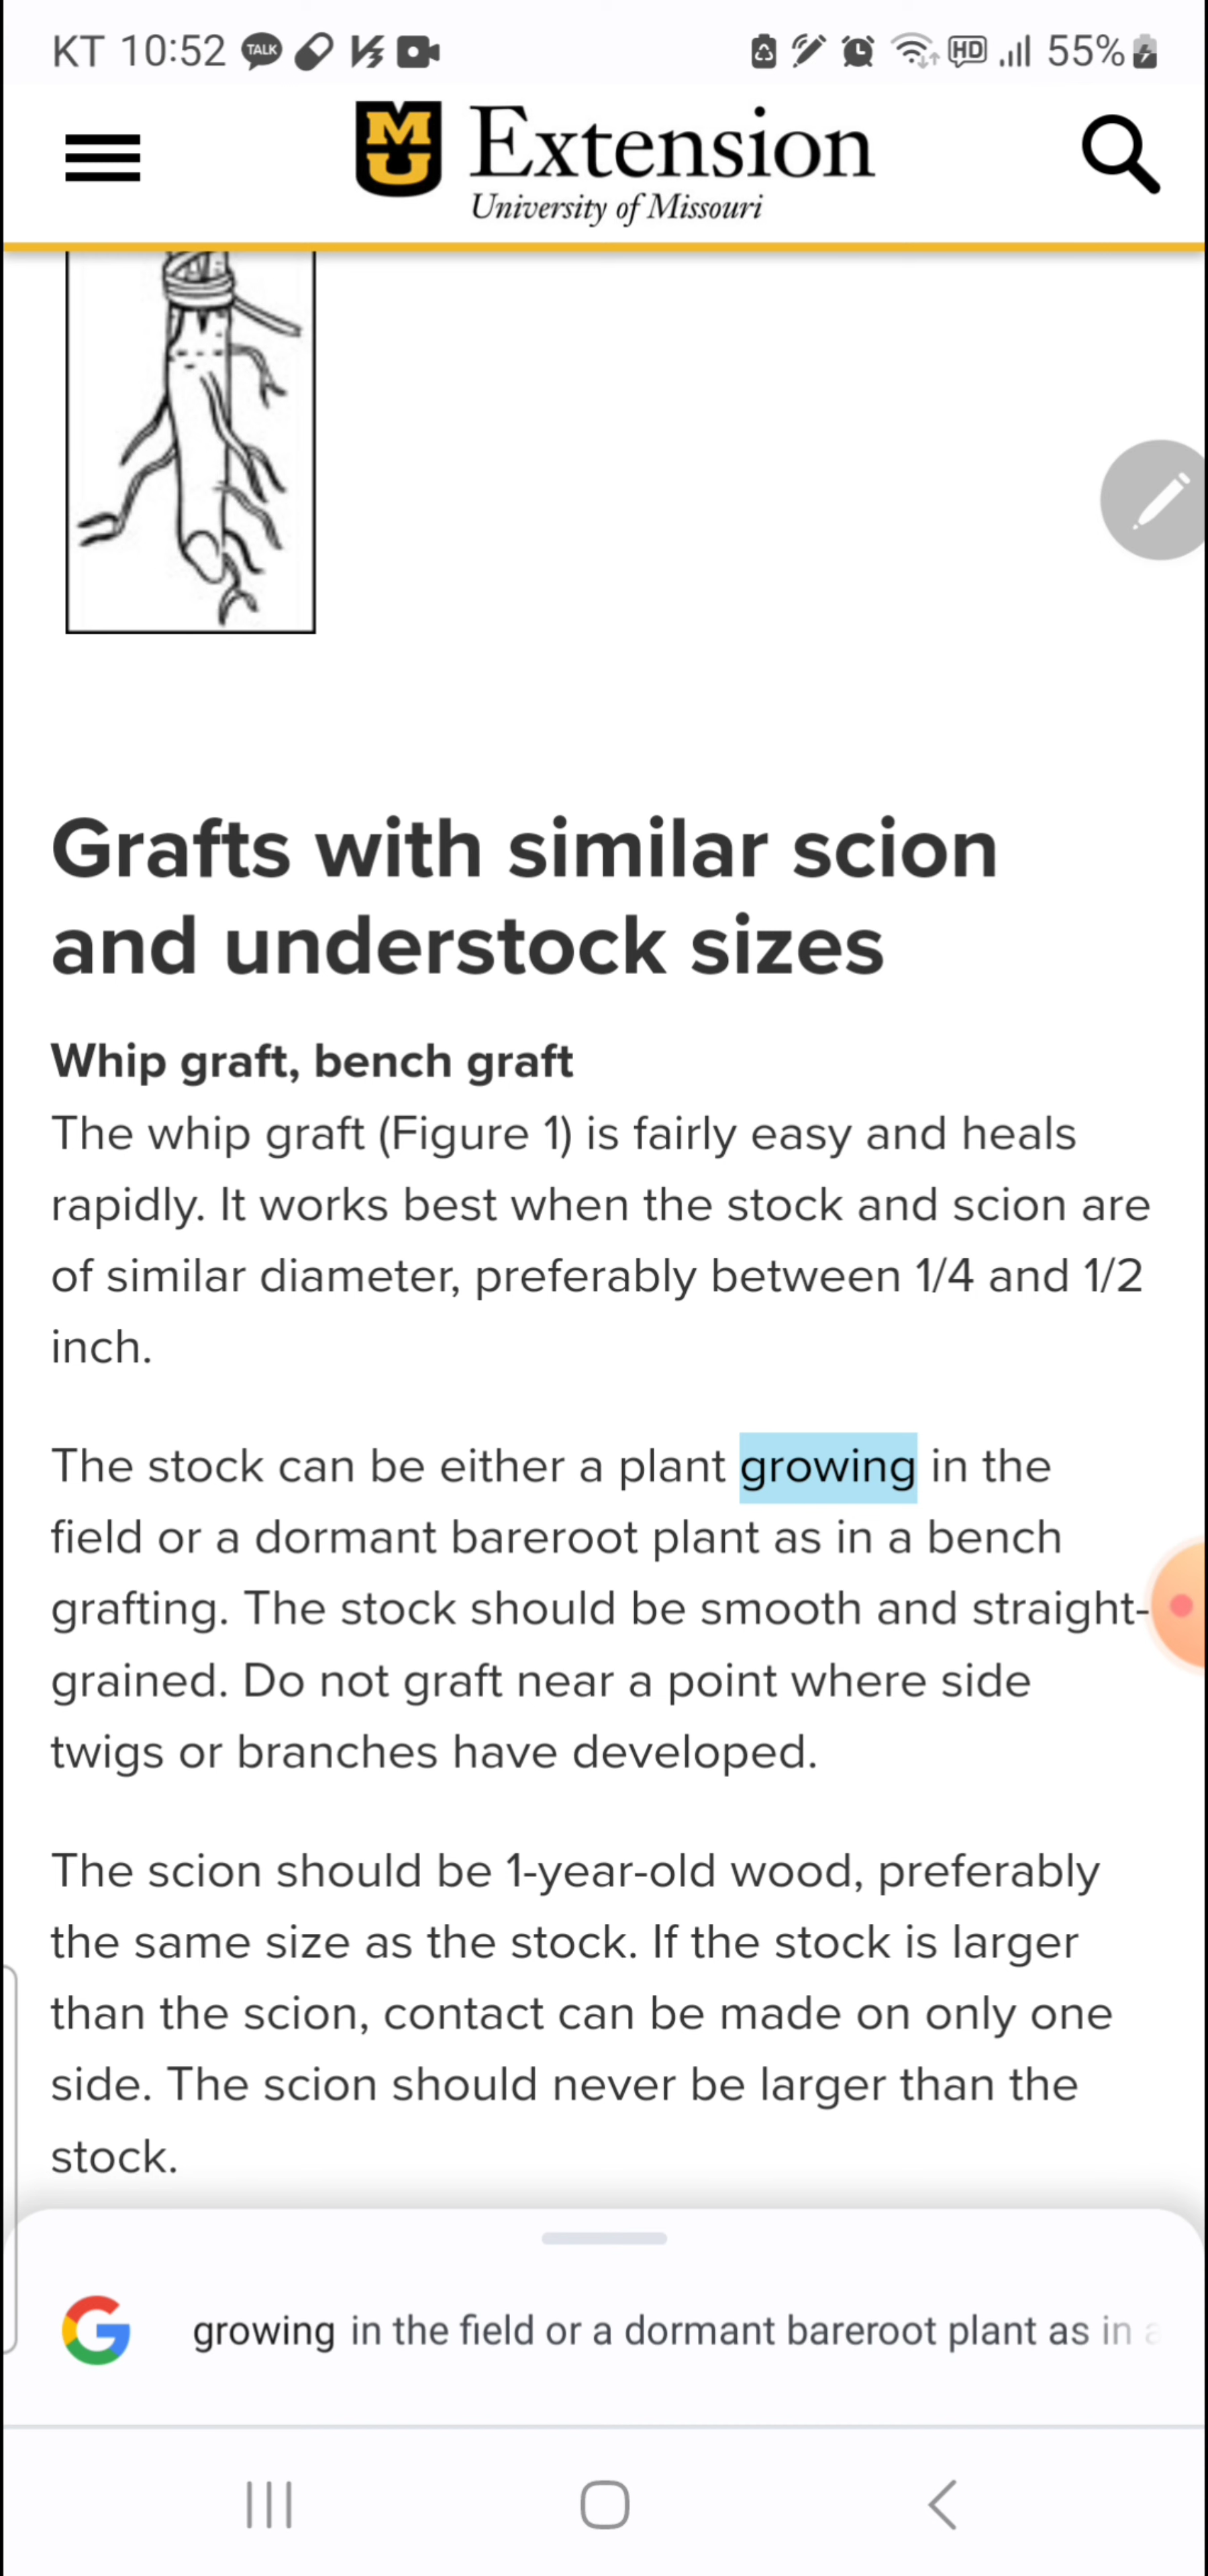 KT 10:52 TALK HD 55%
MU Extension
University of Missouri
Grafts with similar scion
and understock sizes
Whip graft, bench graft
The whip graft (Figure 1) is fairly easy and heals
rapidly. It works best when the stock and scion are
of similar diameter, preferably between 1/4 and 1/2
inch.
The stock can be either a plant growing in the
field or a dormant bareroot plant as in a bench
grafting. The stock should be smooth and straight-
grained. Do not graft near a point where side
twigs or branches have developed.
The scion should be 1-year-old wood, preferably
the same size as the stock. If the stock is larger
than the scion, contact can be made on only one
side. The scion should never be larger than the
stock.
growing in the field or a dormant bareroot plant as in a